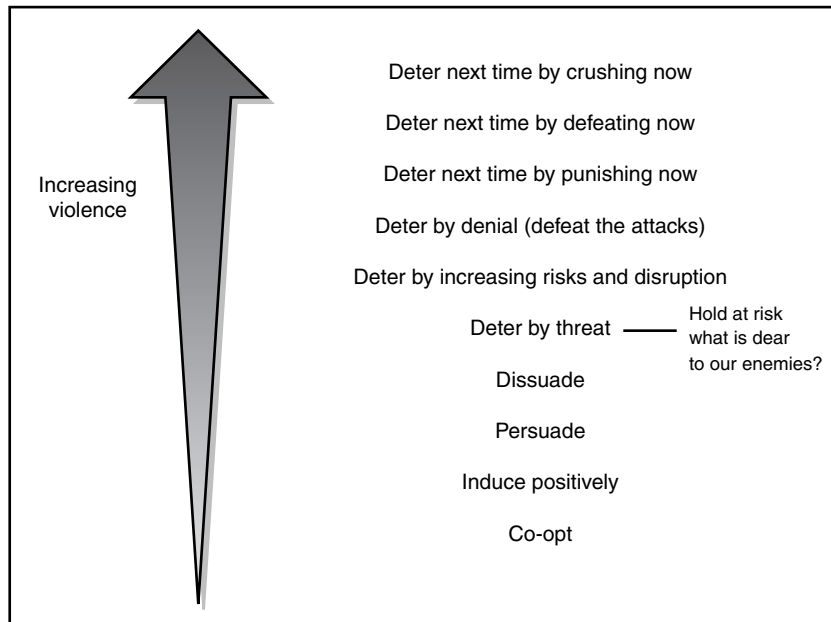 Deter next time by crushing now
Deter next time by defeating now
Deter next time by punishing now
Increasing
violence
Deter by denial (defeat the attacks)
Deter by increasing risks and disruption
Deter by threat
Hold at risk
what is dear
to our enemies?
Dissuade
Persuade
Induce positively
Co-opt